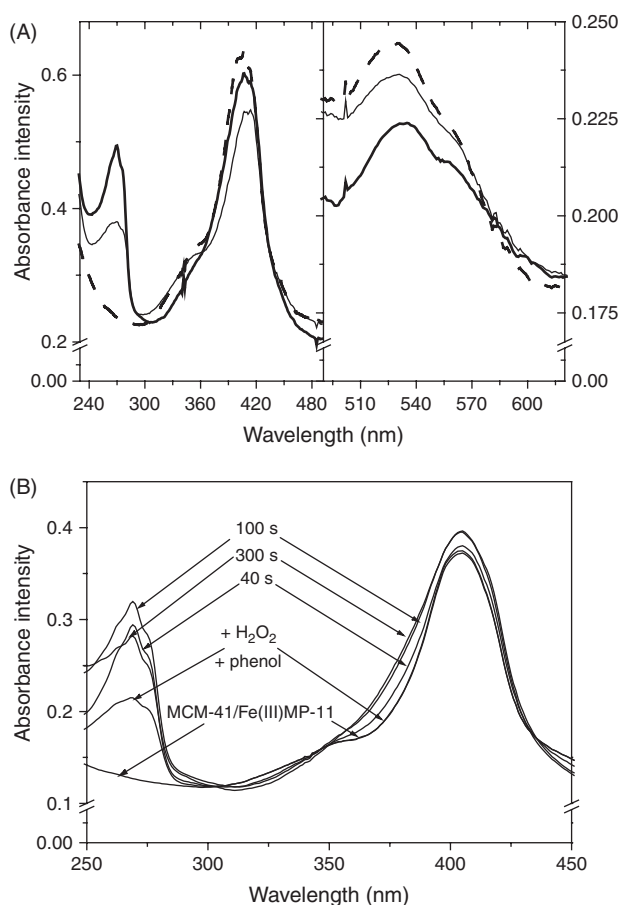 (A)
0.250
0.6
0.225
0.4
0.200
0.2
0.175
0.00
0.00
Absorbance intensity
240 300 360 420 480 510 540 570 600
Wavelength (nm)
(B)
0.4
0.3
0.2
0.1
0.00
Absorbance intensity
100 s
300 s
40 s
+ H₂O₂
+ phenol
MCM-41/Fe(III)MP-11
250 300 350 400 450
Wavelength (nm)